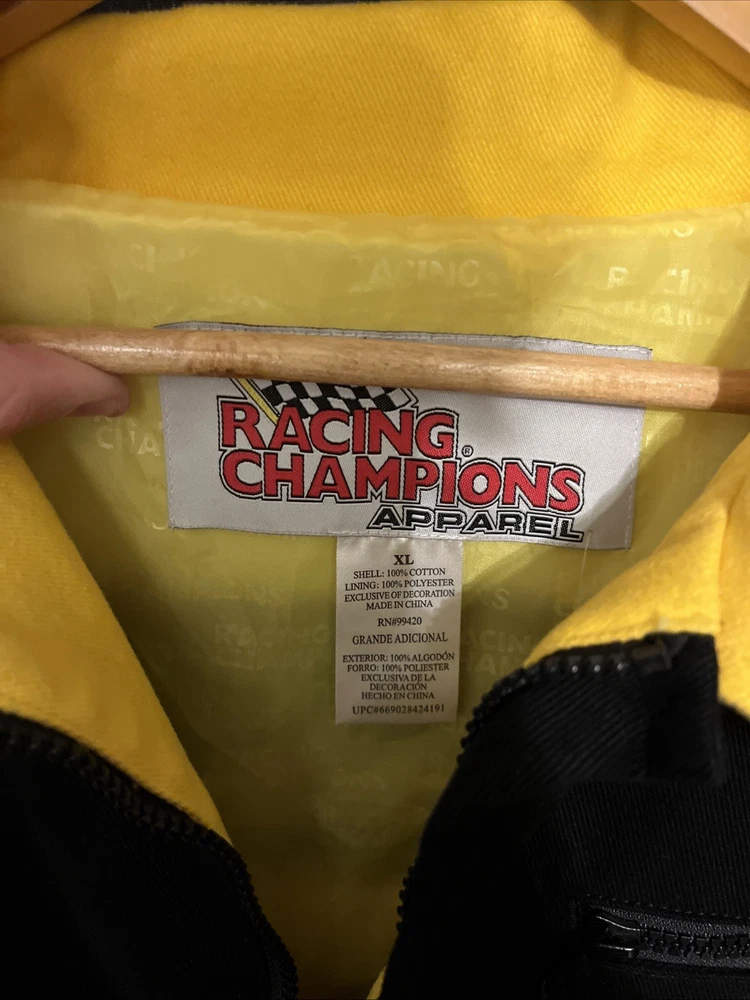 RACING®
CHAMPIONS
APPAREL
XL
SHELL: 100% COTTON
LINING: 100% POLYESTER
EXCLUSIVE OF DECORATION
MADE IN CHINA
RN#99420
GRANDE ADICIONAL
EXTERIOR: 100% ALGODÓN
FORRO: 100% POLIESTER
EXCLUSIVA DE LA
DECORACIÓN
HECHO EN CHINA
UPC#669028424191